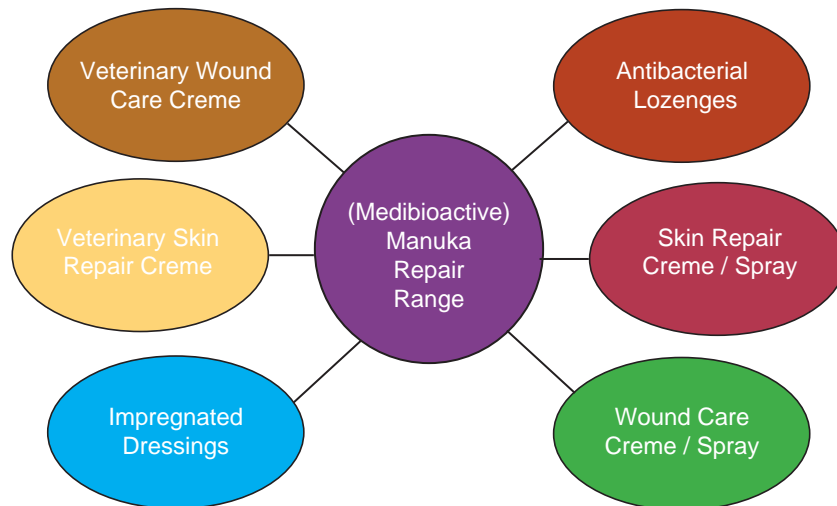 Veterinary Wound
Care Creme
Antibacterial
Lozenges
(Medibioactive)
Manuka
Repair
Range
Veterinary Skin
Repair Creme
Skin Repair
Creme / Spray
Impregnated
Dressings
Wound Care
Creme / Spray